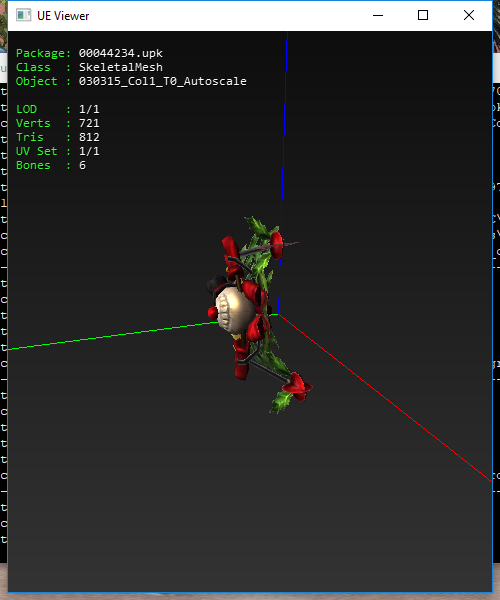 UE Viewer
Package: 00044234.upk
Class  : SkeletalMesh
Object : 030315_Col1_T0_Autoscale
LOD    : 1/1
Verts  : 721
Tris   : 812
UV Set : 1/1
Bones  : 6